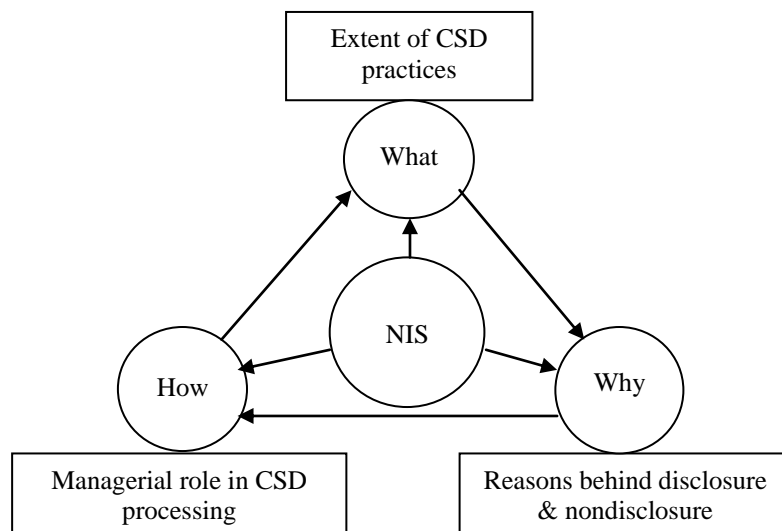 Extent of CSD
practices
What
NIS
How
Why
Managerial role in CSD
processing
Reasons behind disclosure
& nondisclosure